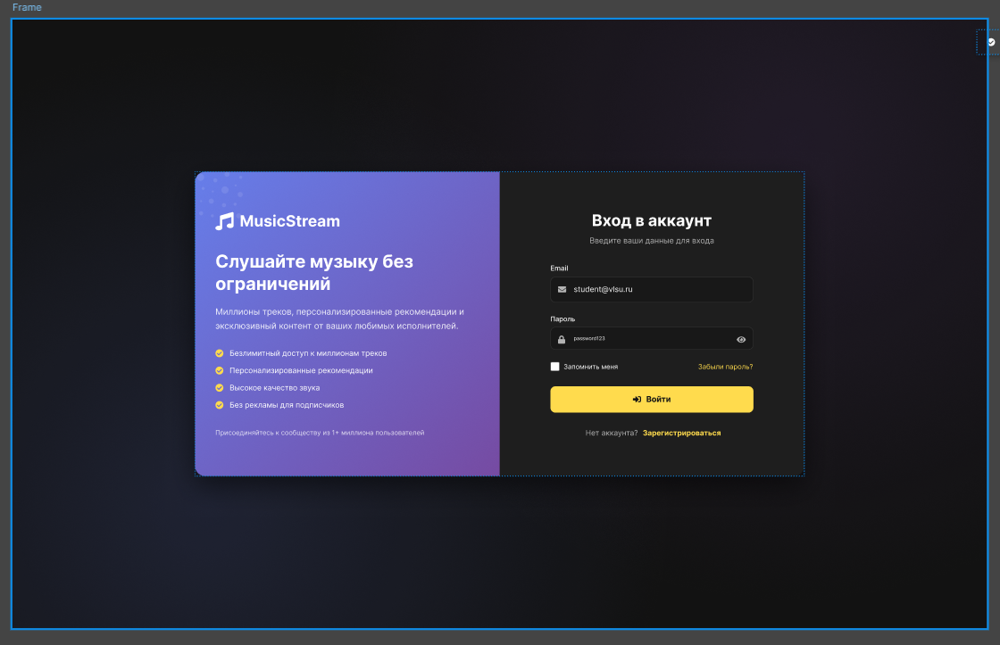 Frame
MusicStream
Слушайте музыку без
ограничений
Миллионы треков, персонализированные рекомендации и
эксклюзивный контент от ваших любимых исполнителей.
Безлимитный доступ к миллионам треков
Персонализированные рекомендации
Высокое качество звука
Без рекламы для подписчиков
Присоединяйтесь к сообществу из 1+ миллиона пользователей
Вход в аккаунт
Введите ваши данные для входа
Email
student@vlsu.ru
Пароль
password123
Запомнить меня
Забыли пароль?
Войти
Нет аккаунта? Зарегистрироваться